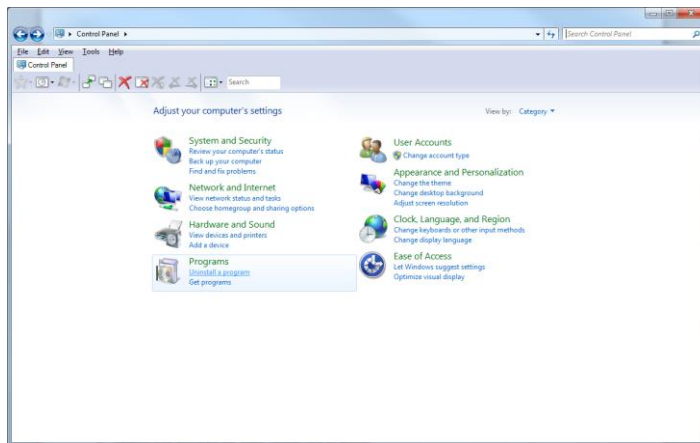 Control Panel
Search Control Panel
File Edit View Tools Help
Control Panel
Search
Adjust your computer's settings
View by: Category
System and Security
Review your computer's status
Back up your computer
Find and fix problems
Network and Internet
View network status and tasks
Choose homegroup and sharing options
Hardware and Sound
View devices and printers
Add a device
Programs
Uninstall a program
Get programs
User Accounts
Change account type
Appearance and Personalization
Change the theme
Change desktop background
Adjust screen resolution
Clock, Language, and Region
Change keyboards or other input methods
Change display language
Ease of Access
Let Windows suggest settings
Optimize visual display